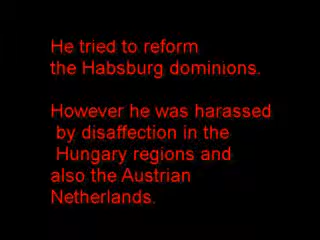 He tried to reform
the Habsburg dominions.
However he was harassed
by disaffection in the
Hungary regions and
also the Austrian
Netherlands.